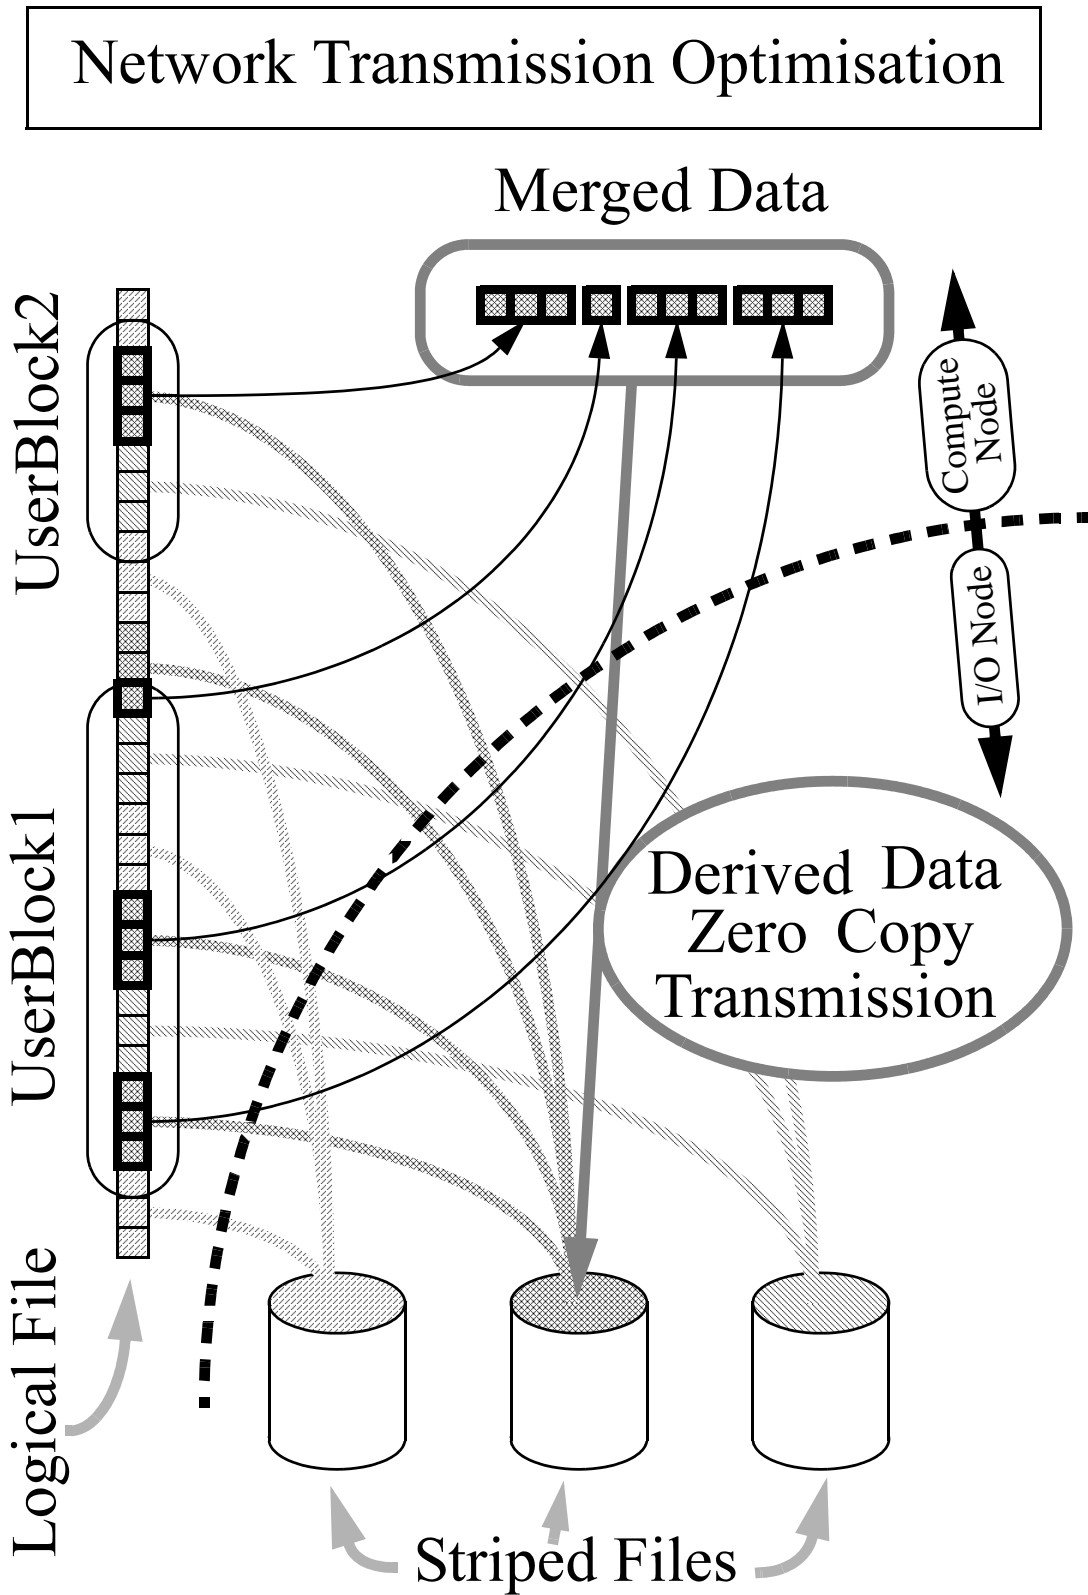 Network Transmission Optimisation
Merged Data
UserBlock2
Compute
Node
I/O Node
UserBlock1
Derived Data
Zero Copy
Transmission
Logical File
Striped Files